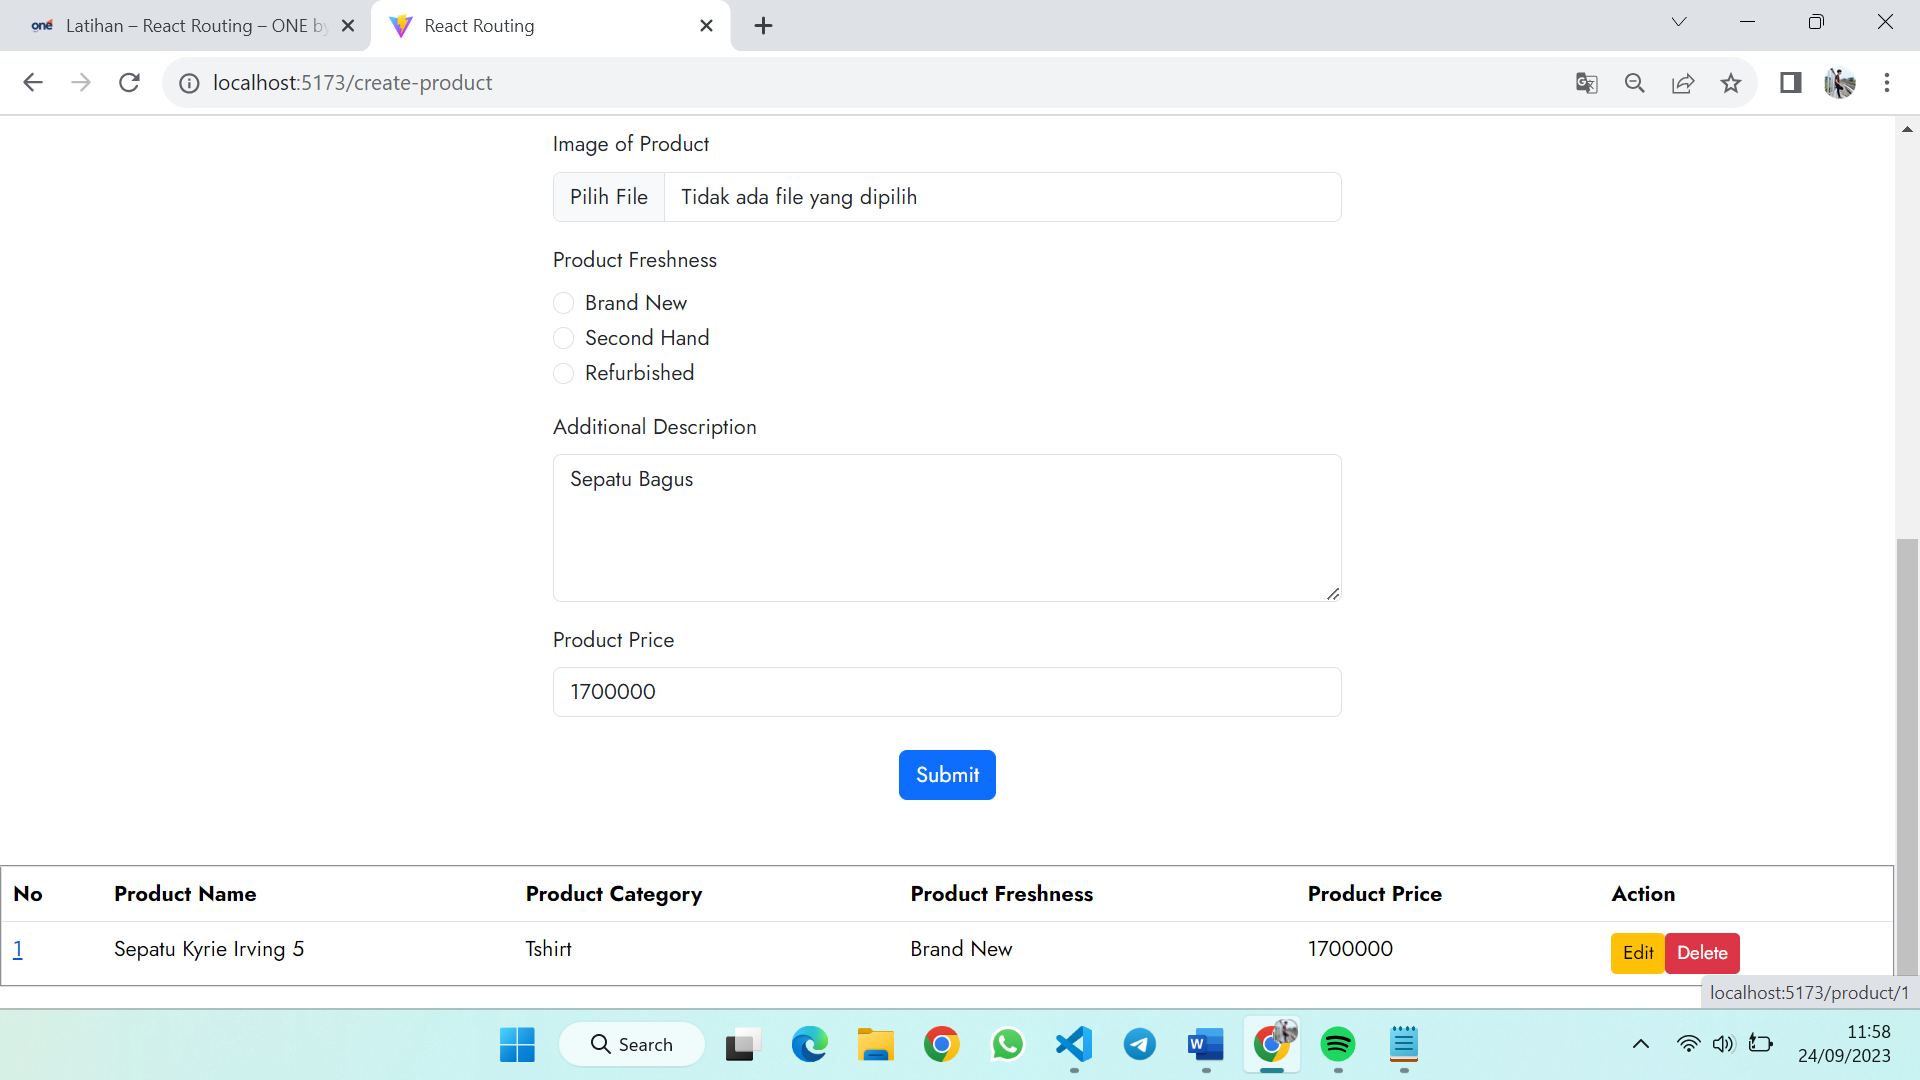 one Latihan – React Routing – ONE by
React Routing
localhost:5173/create-product
Image of Product
Pilih File Tidak ada file yang dipilih
Product Freshness
Brand New
Second Hand
Refurbished
Additional Description
Sepatu Bagus
Product Price
1700000
Submit
No Product Name Product Category Product Freshness Product Price Action
1 Sepatu Kyrie Irving 5 Tshirt Brand New 1700000 Edit Delete
localhost:5173/product/1
Search
11:58
24/09/2023